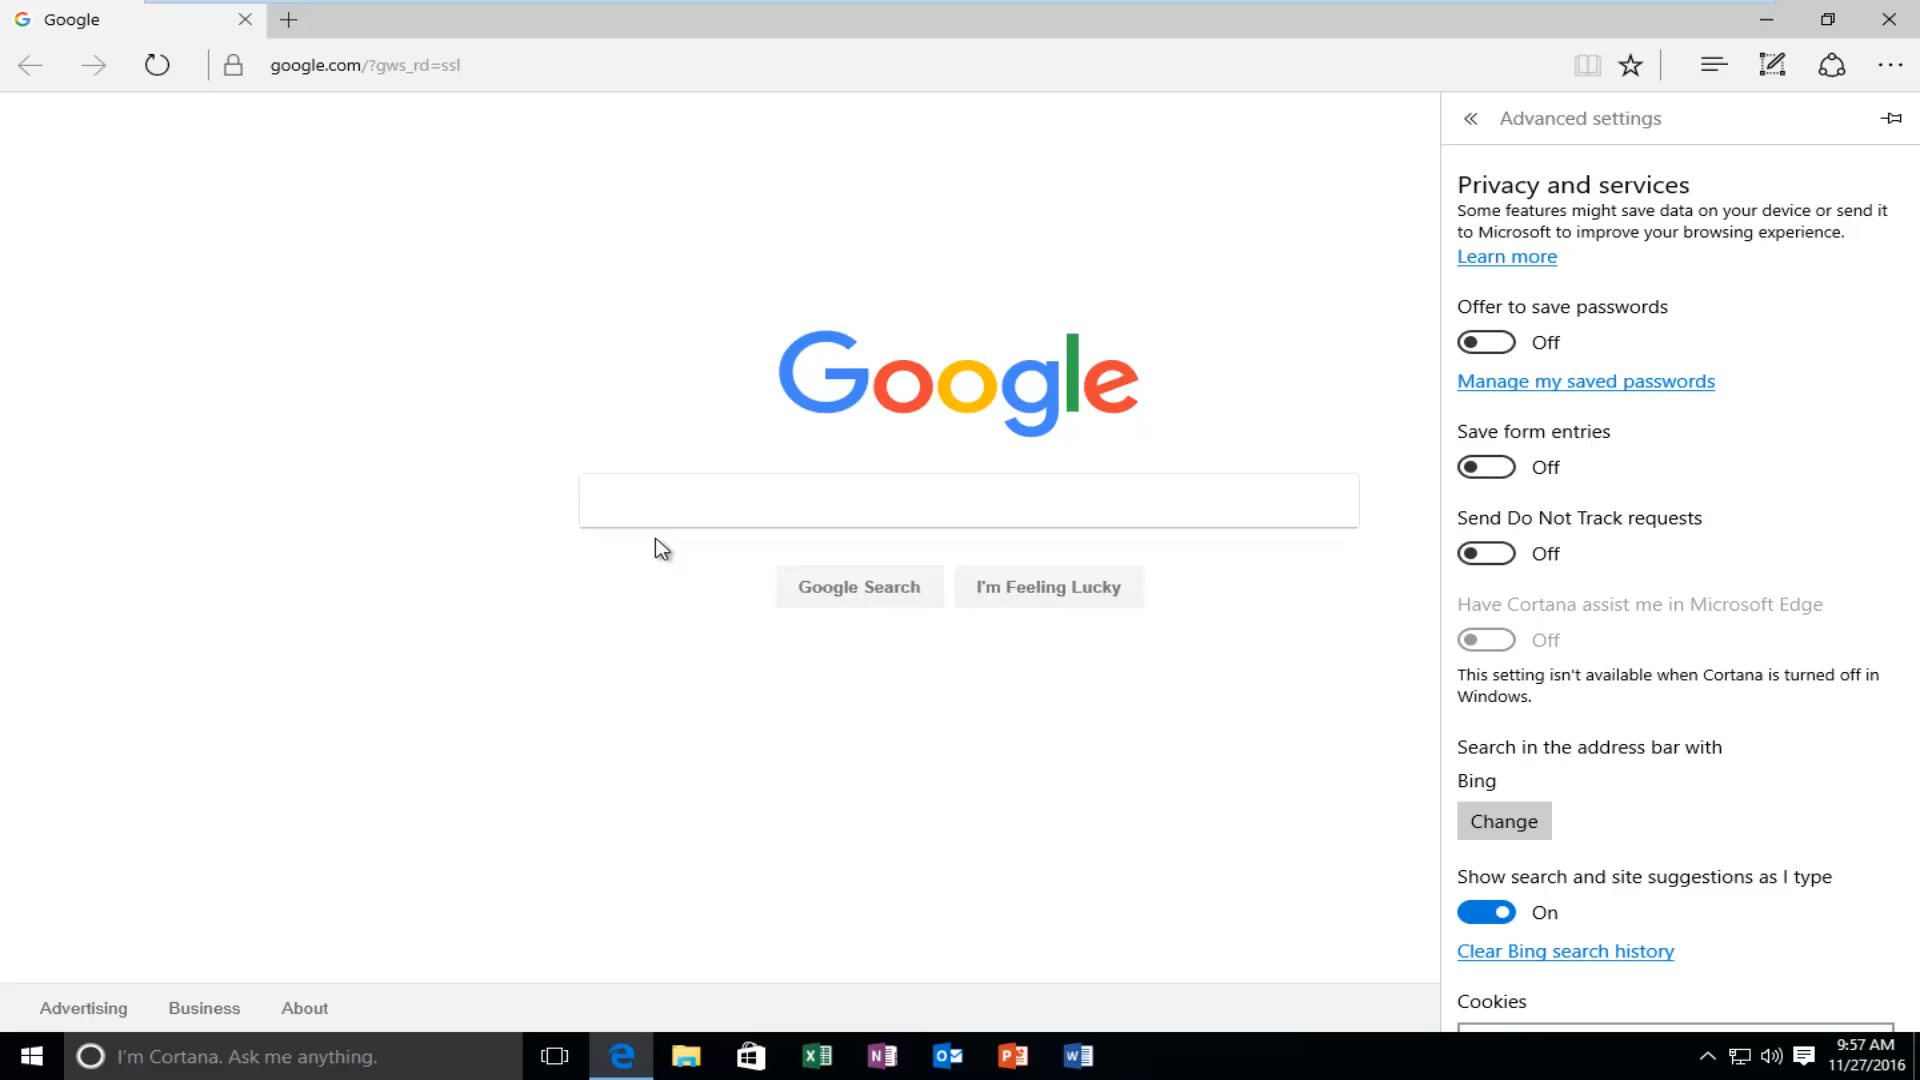 Google
google.com/?gws_rd=ssl
Advanced settings
Privacy and services
Some features might save data on your device or send it
to Microsoft to improve your browsing experience.
Learn more
Offer to save passwords
Off
Manage my saved passwords
Save form entries
Off
Send Do Not Track requests
Off
Have Cortana assist me in Microsoft Edge
Off
This setting isn't available when Cortana is turned off in
Windows.
Search in the address bar with
Bing
Change
Show search and site suggestions as I type
On
Clear Bing search history
Cookies
Google
Google Search
I'm Feeling Lucky
Advertising
Business
About
I'm Cortana. Ask me anything.
9:57 AM
11/27/2016